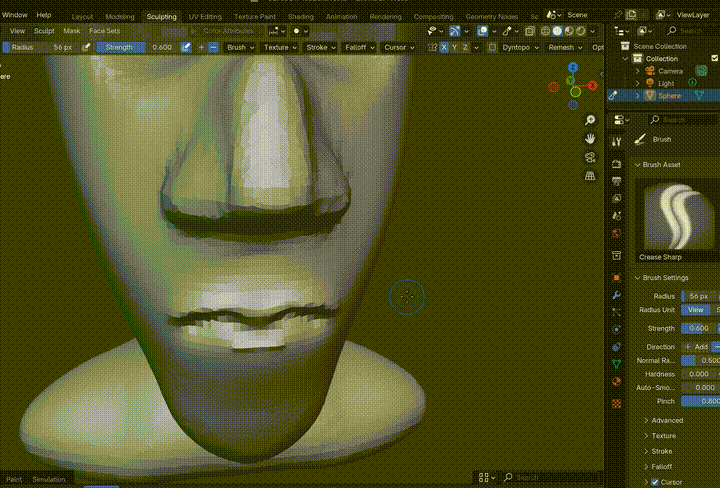 Window Help Layout Modeling Sculpting UV Editing Texture Paint Shading Animation Rendering Compositing Geometry Nodes Sc Scene ViewLayer
View Sculpt Mask Face Sets Color Attributes
Radius 56 px Strength 0.600 Brush Texture Stroke Falloff Cursor X Y Z Dyntopo Remesh Opt
ere
Z
Y
X
Scene Collection
Collection
Camera
Light
Sphere
Brush
Brush Asset
Crease Sharp
Brush Settings
Radius 56 px
Radius Unit View S
Strength 0.600
Direction Add
Normal Ra... 0.500
Hardness 0.000
Auto-Smo... 0.000
Pinch 0.800
Advanced
Texture
Stroke
Falloff
Cursor
Paint Simulation Search